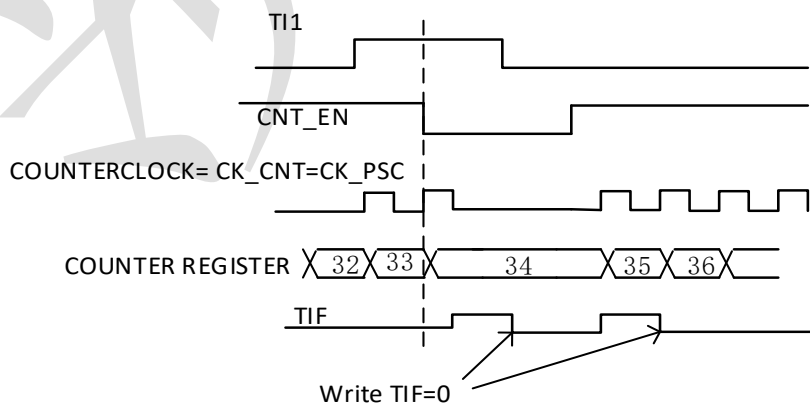 TI1
CNT_EN
COUNTERCLOCK= CK_CNT=CK_PSC
COUNTER REGISTER 32 33 34 35 36
TIF
Write TIF=0